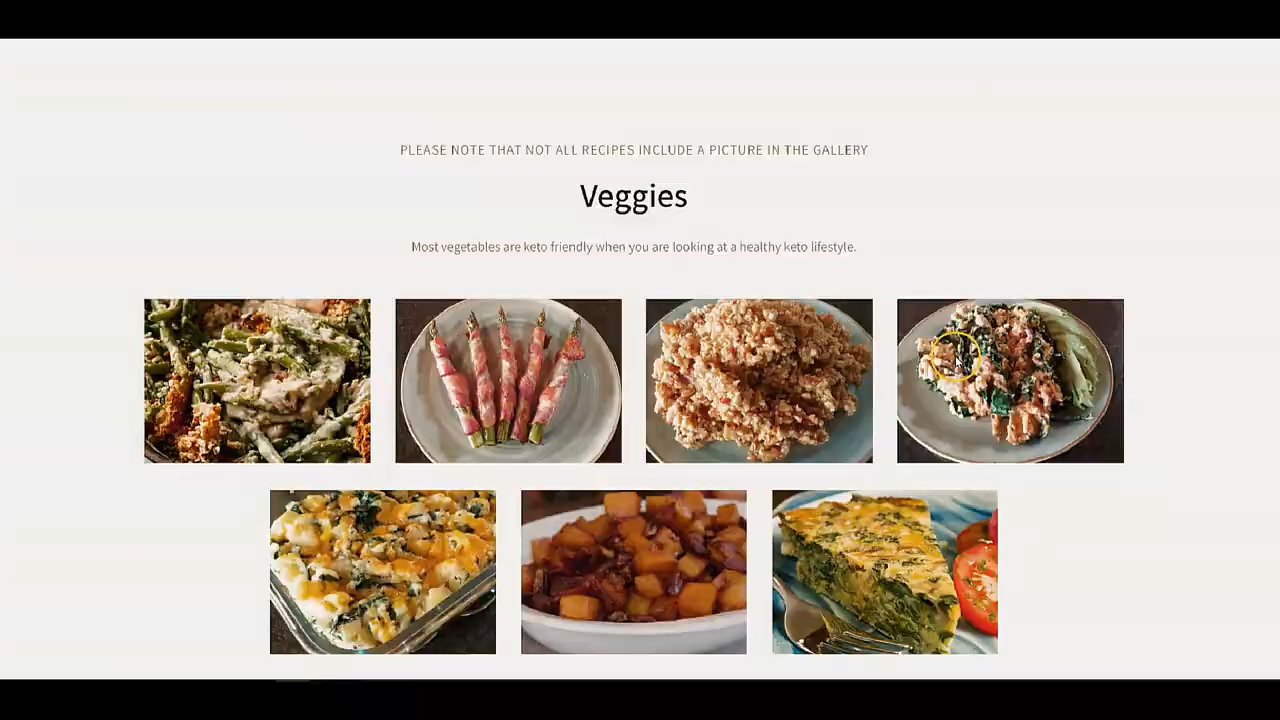 PLEASE NOTE THAT NOT ALL RECIPES INCLUDE A PICTURE IN THE GALLERY
Veggies
Most vegetables are keto friendly when you are looking at a healthy keto lifestyle.